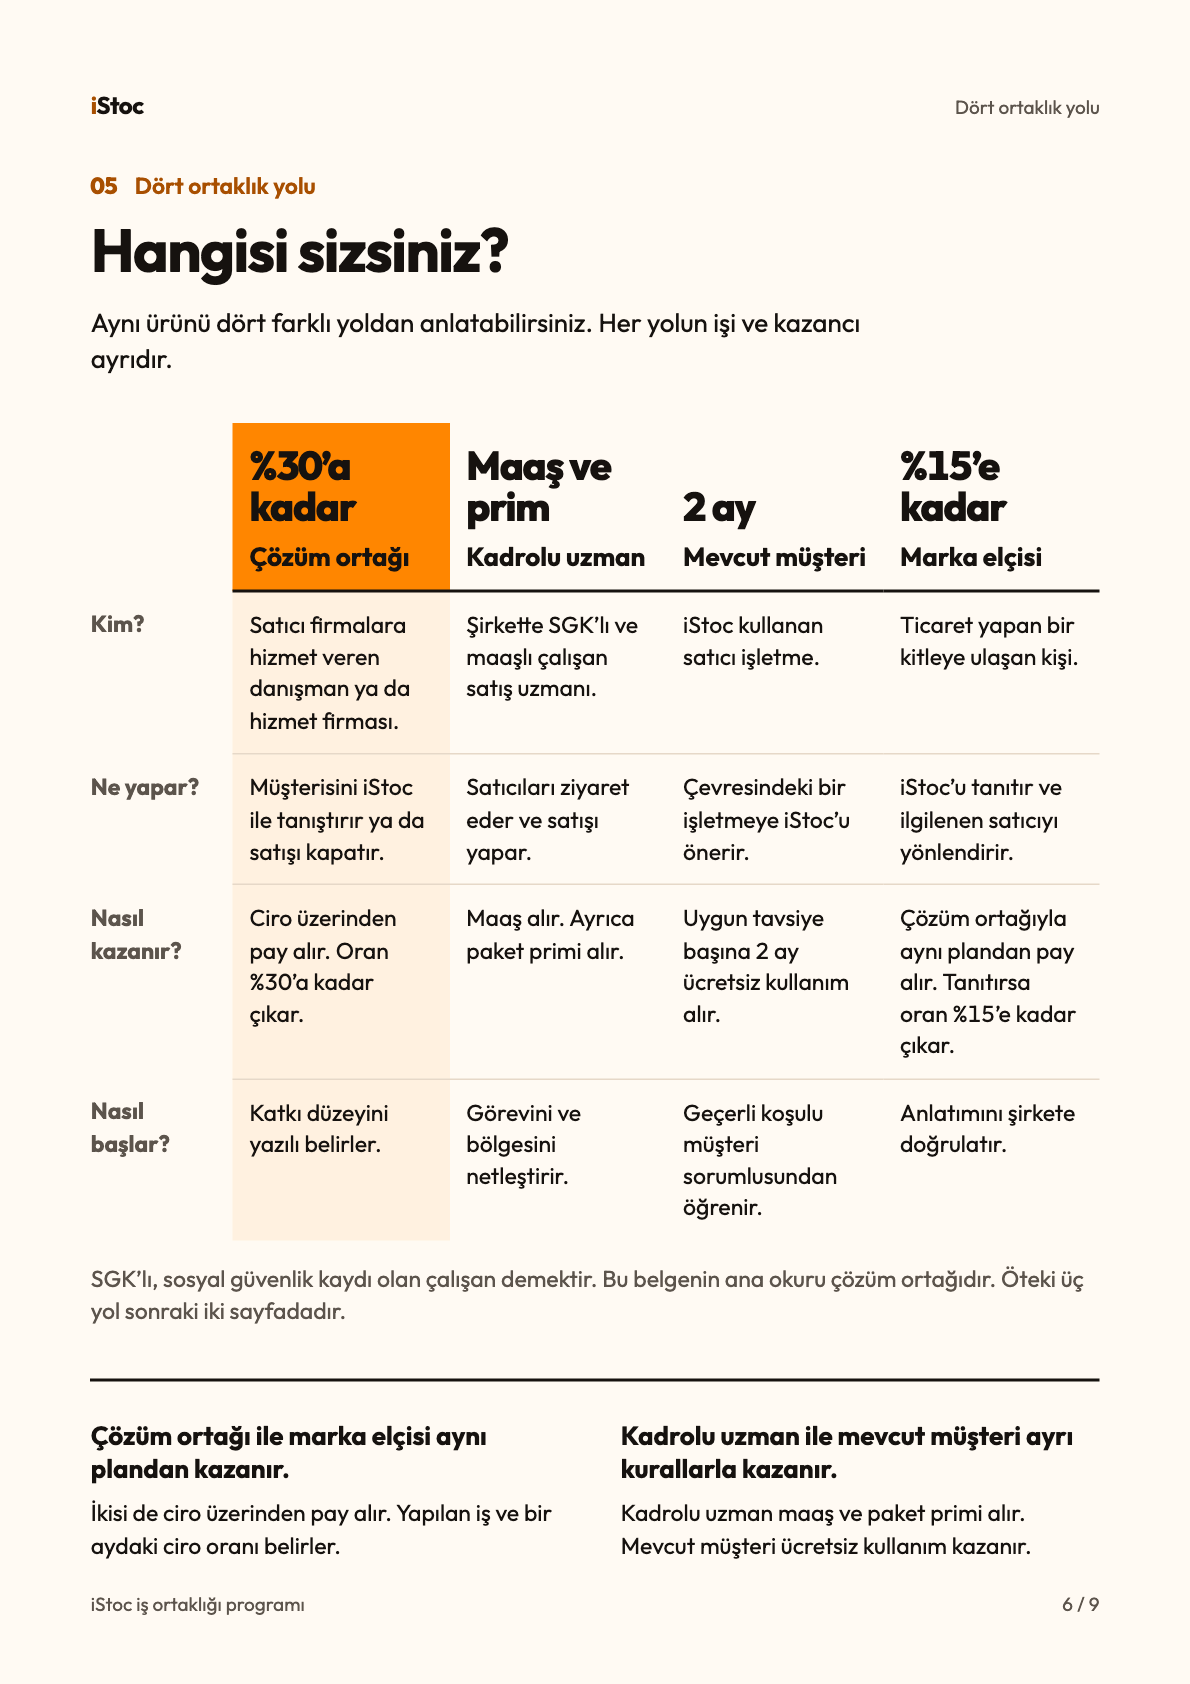 iStoc
Dört ortaklık yolu
05 Dört ortaklık yolu
Hangisi sizsiniz?
Aynı ürünü dört farklı yoldan anlatabilirsiniz. Her yolun işi ve kazancı
ayrıdır.
%30’a
kadar
Çözüm ortağı
Maaş ve
prim
Kadrolu uzman
2 ay
Mevcut müşteri
%15’e
kadar
Marka elçisi
Kim?
Satıcı firmalara
hizmet veren
danışman ya da
hizmet firması.
Şirkette SGK’lı ve
maaşlı çalışan
satış uzmanı.
iStoc kullanan
satıcı işletme.
Ticaret yapan bir
kitleye ulaşan kişi.
Ne yapar?
Müşterisini iStoc
ile tanıştırır ya da
satışı kapatır.
Satıcıları ziyaret
eder ve satışı
yapar.
Çevresindeki bir
işletmeye iStoc’u
önerir.
iStoc’u tanıtır ve
ilgilenen satıcıyı
yönlendirir.
Nasıl
kazanır?
Ciro üzerinden
pay alır. Oran
%30’a kadar
çıkar.
Maaş alır. Ayrıca
paket primi alır.
Uygun tavsiye
başına 2 ay
ücretsiz kullanım
alır.
Çözüm ortağıyla
aynı plandan pay
alır. Tanıtırsa
oran %15’e kadar
çıkar.
Nasıl
başlar?
Katkı düzeyini
yazılı belirler.
Görevini ve
bölgesini
netleştirir.
Geçerli koşulu
müşteri
sorumlusundan
öğrenir.
Anlatımını şirkete
doğrulatır.
SGK’lı, sosyal güvenlik kaydı olan çalışan demektir. Bu belgenin ana okuru çözüm ortağıdır. Öteki üç
yol sonraki iki sayfadadır.
Çözüm ortağı ile marka elçisi aynı
plandan kazanır.
İkisi de ciro üzerinden pay alır. Yapılan iş ve bir
aydaki ciro oranı belirler.
Kadrolu uzman ile mevcut müşteri ayrı
kurallarla kazanır.
Kadrolu uzman maaş ve paket primi alır.
Mevcut müşteri ücretsiz kullanım kazanır.
iStoc iş ortaklığı programı
6 / 9